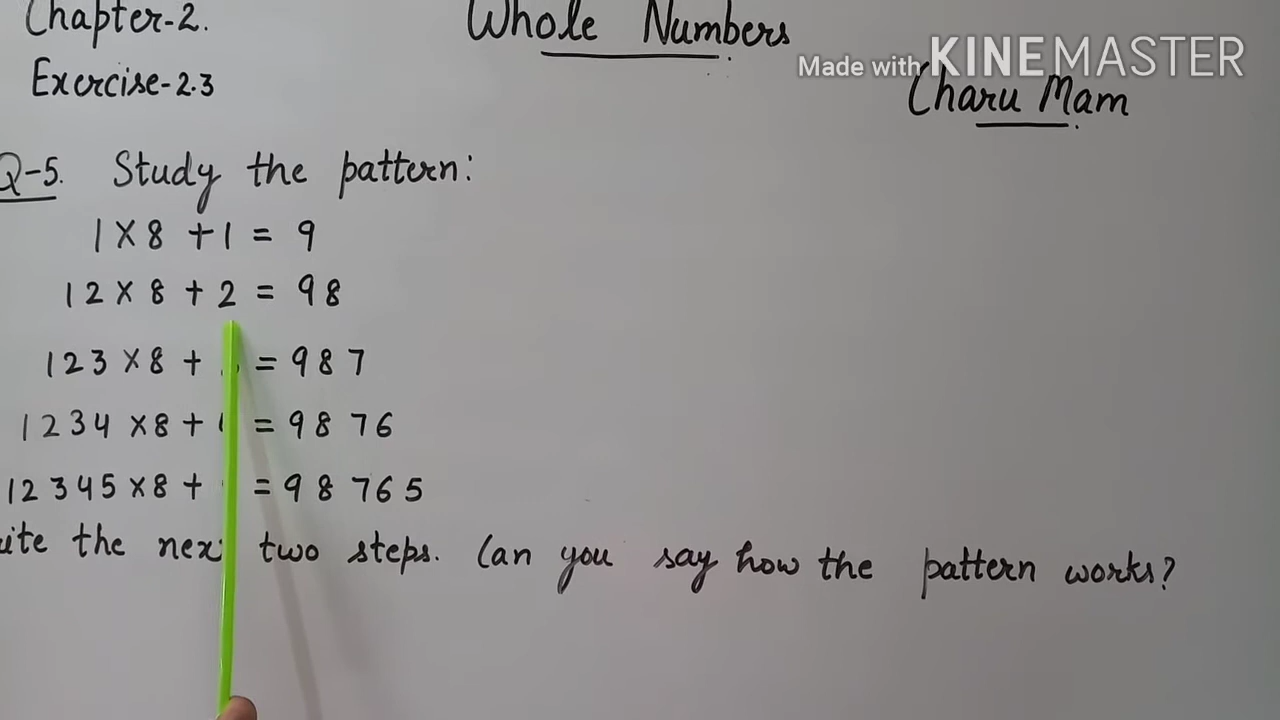 Chapter-2.
Whole Numbers
Made with KINEMASTER
Exercise-2.3
Charu Mam
Q-5. Study the pattern:
1 × 8 + 1 = 9
12 × 8 + 2 = 98
123 × 8 + = 987
1234 × 8 + = 9876
12345 × 8 + = 98765
the two steps. Can you say how the pattern works?